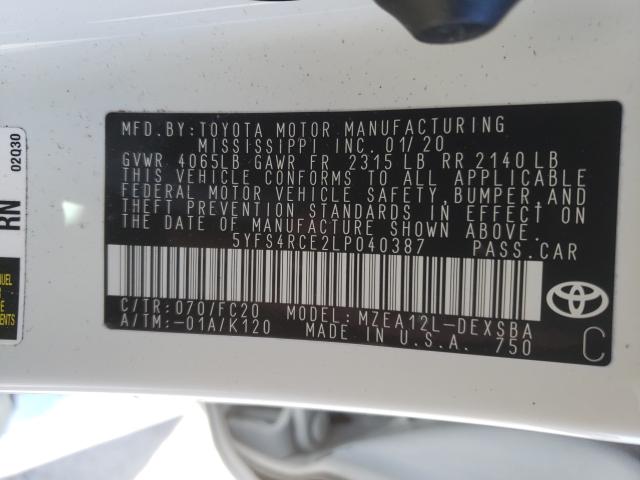 MFD. BY: TOYOTA MOTOR MANUFACTURING
MISSISSIPPI INC. 01/20
GVWR 4065LB GAWR FR 2315 LB RR 2140 LB
THIS VEHICLE CONFORMS TO ALL APPLICABLE
FEDERAL MOTOR VEHICLE SAFETY, BUMPER, AND
THEFT PREVENTION STANDARDS IN EFFECT ON
THE DATE OF MANUFACTURE SHOWN ABOVE.
5YFS4RCE2LP040387 PASS. CAR
C/TR: 070/FC20 MODEL: MZEA12L-DEXSBA
A/TM: -01A/K120 MADE IN U.S.A. 750
C
RN 02Q30